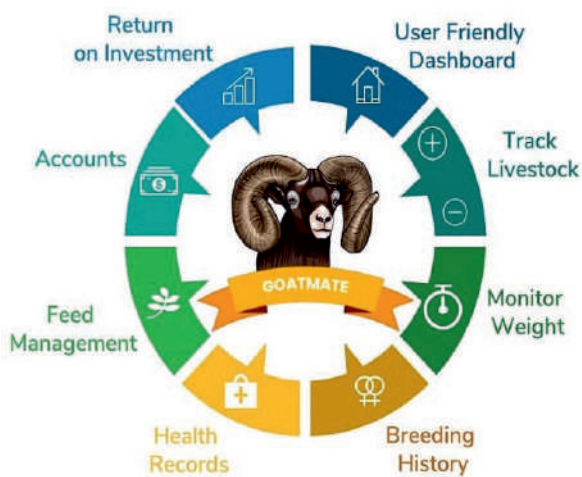 Return
on Investment
User Friendly
Dashboard
Accounts
Track
Livestock
GOATMATE
Feed
Management
Monitor
Weight
Health
Records
Breeding
History